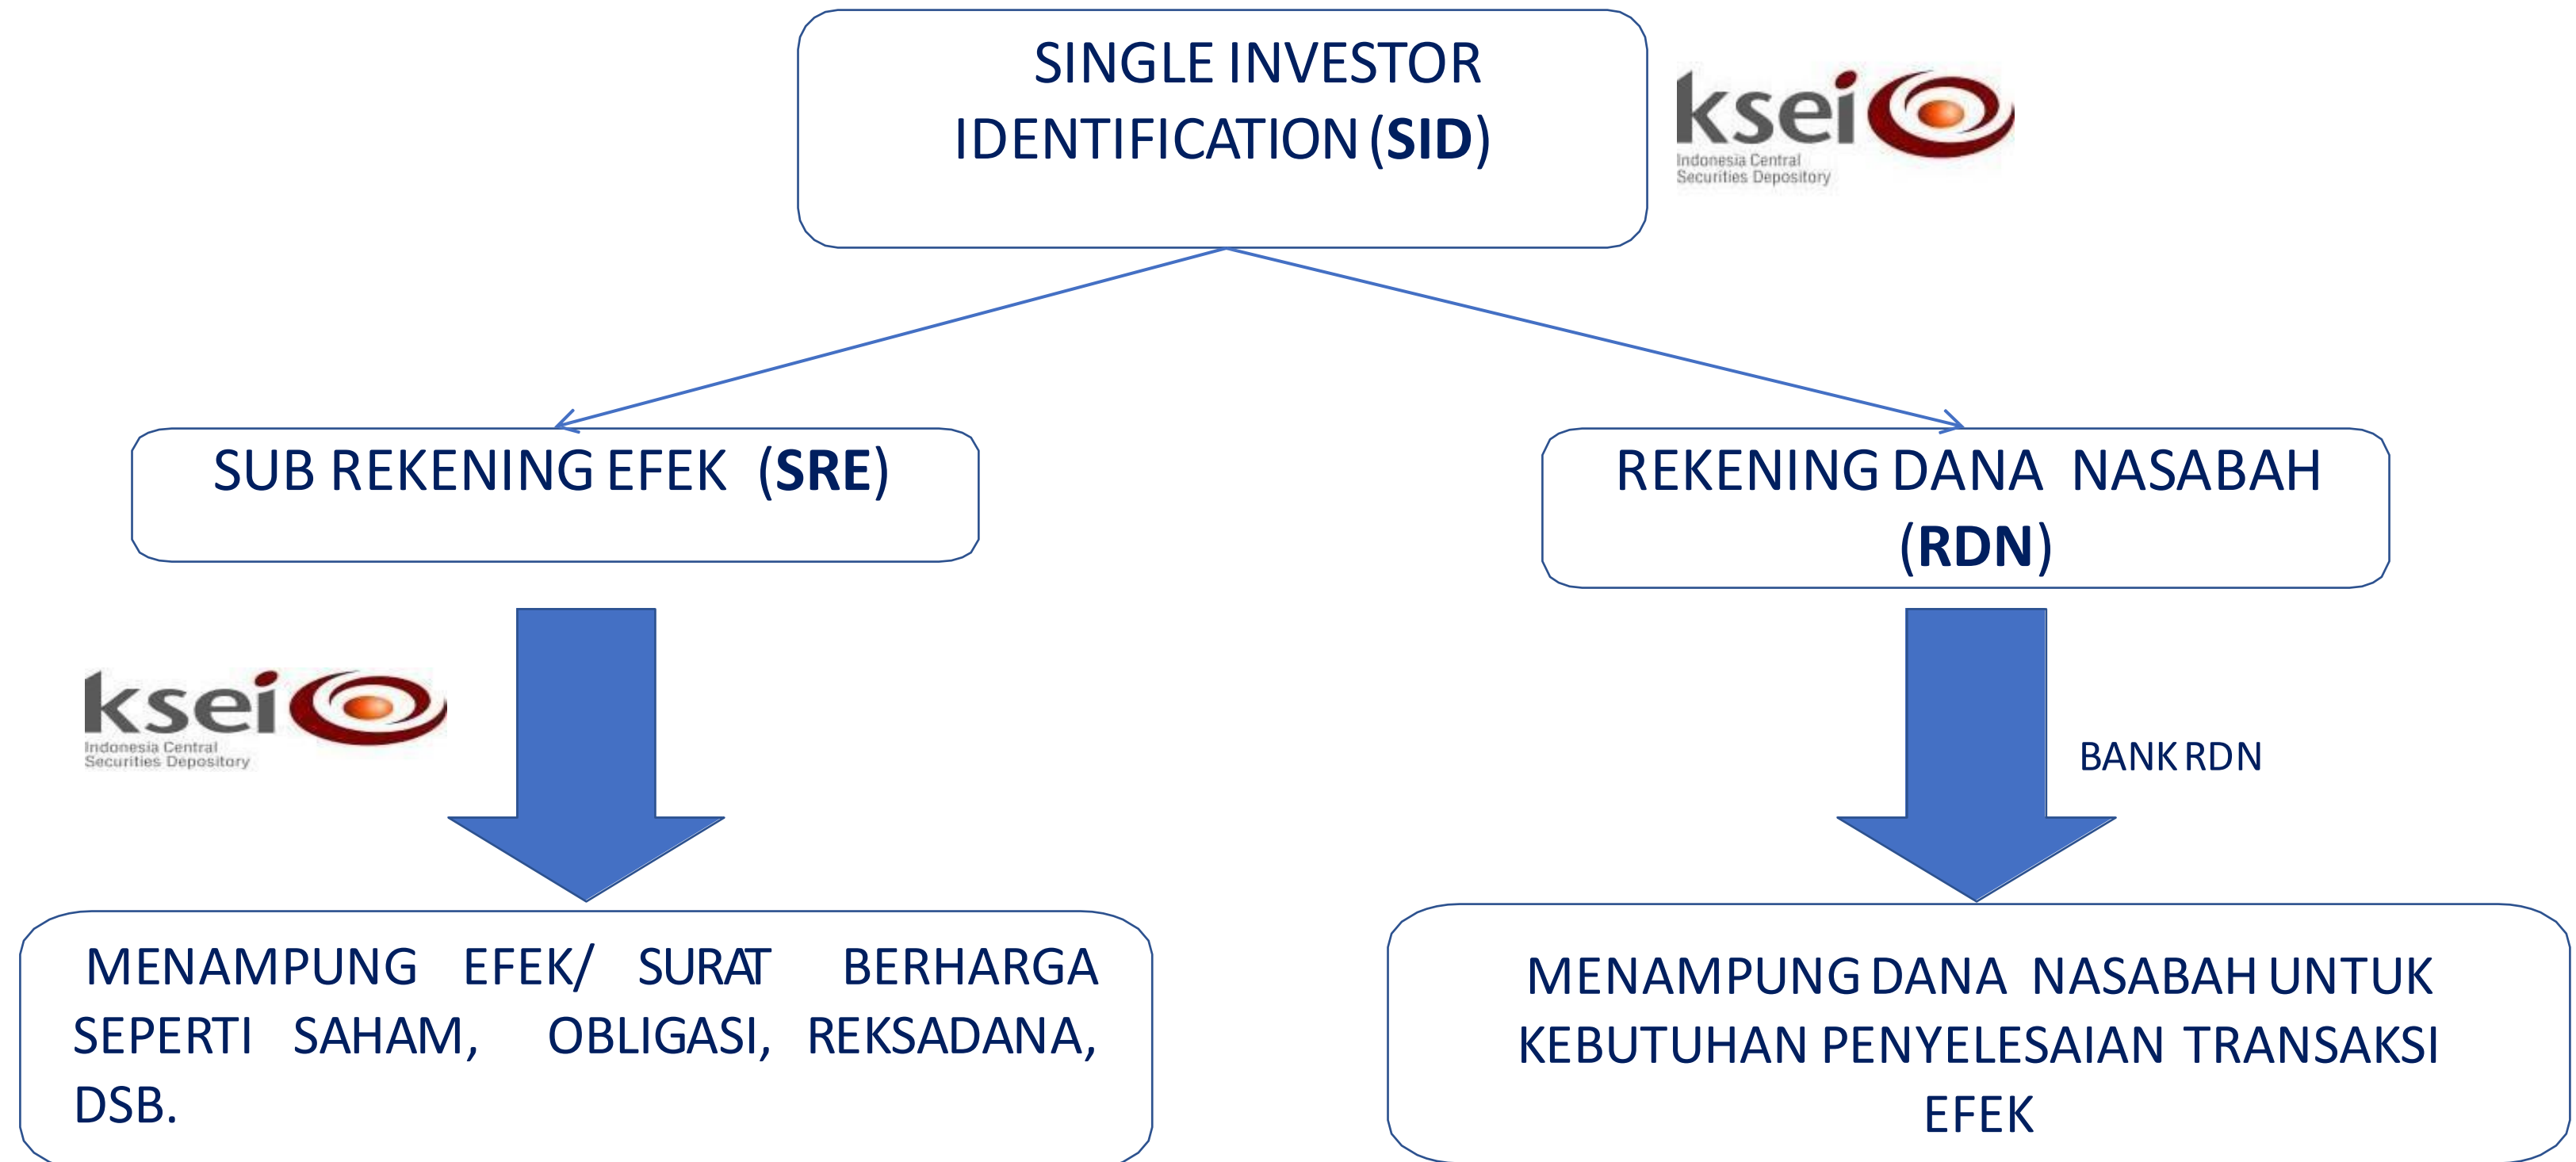 SINGLE INVESTOR
IDENTIFICATION (SID)
ksei
Indonesia Central
Securities Depository
SUB REKENING EFEK (SRE)
REKENING DANA NASABAH
(RDN)
ksei
Indonesia Central
Securities Depository
BANK RDN
MENAMPUNG EFEK/ SURAT BERHARGA
SEPERTI SAHAM, OBLIGASI, REKSADANA,
DSB.
MENAMPUNG DANA NASABAH UNTUK
KEBUTUHAN PENYELESAIAN TRANSAKSI
EFEK